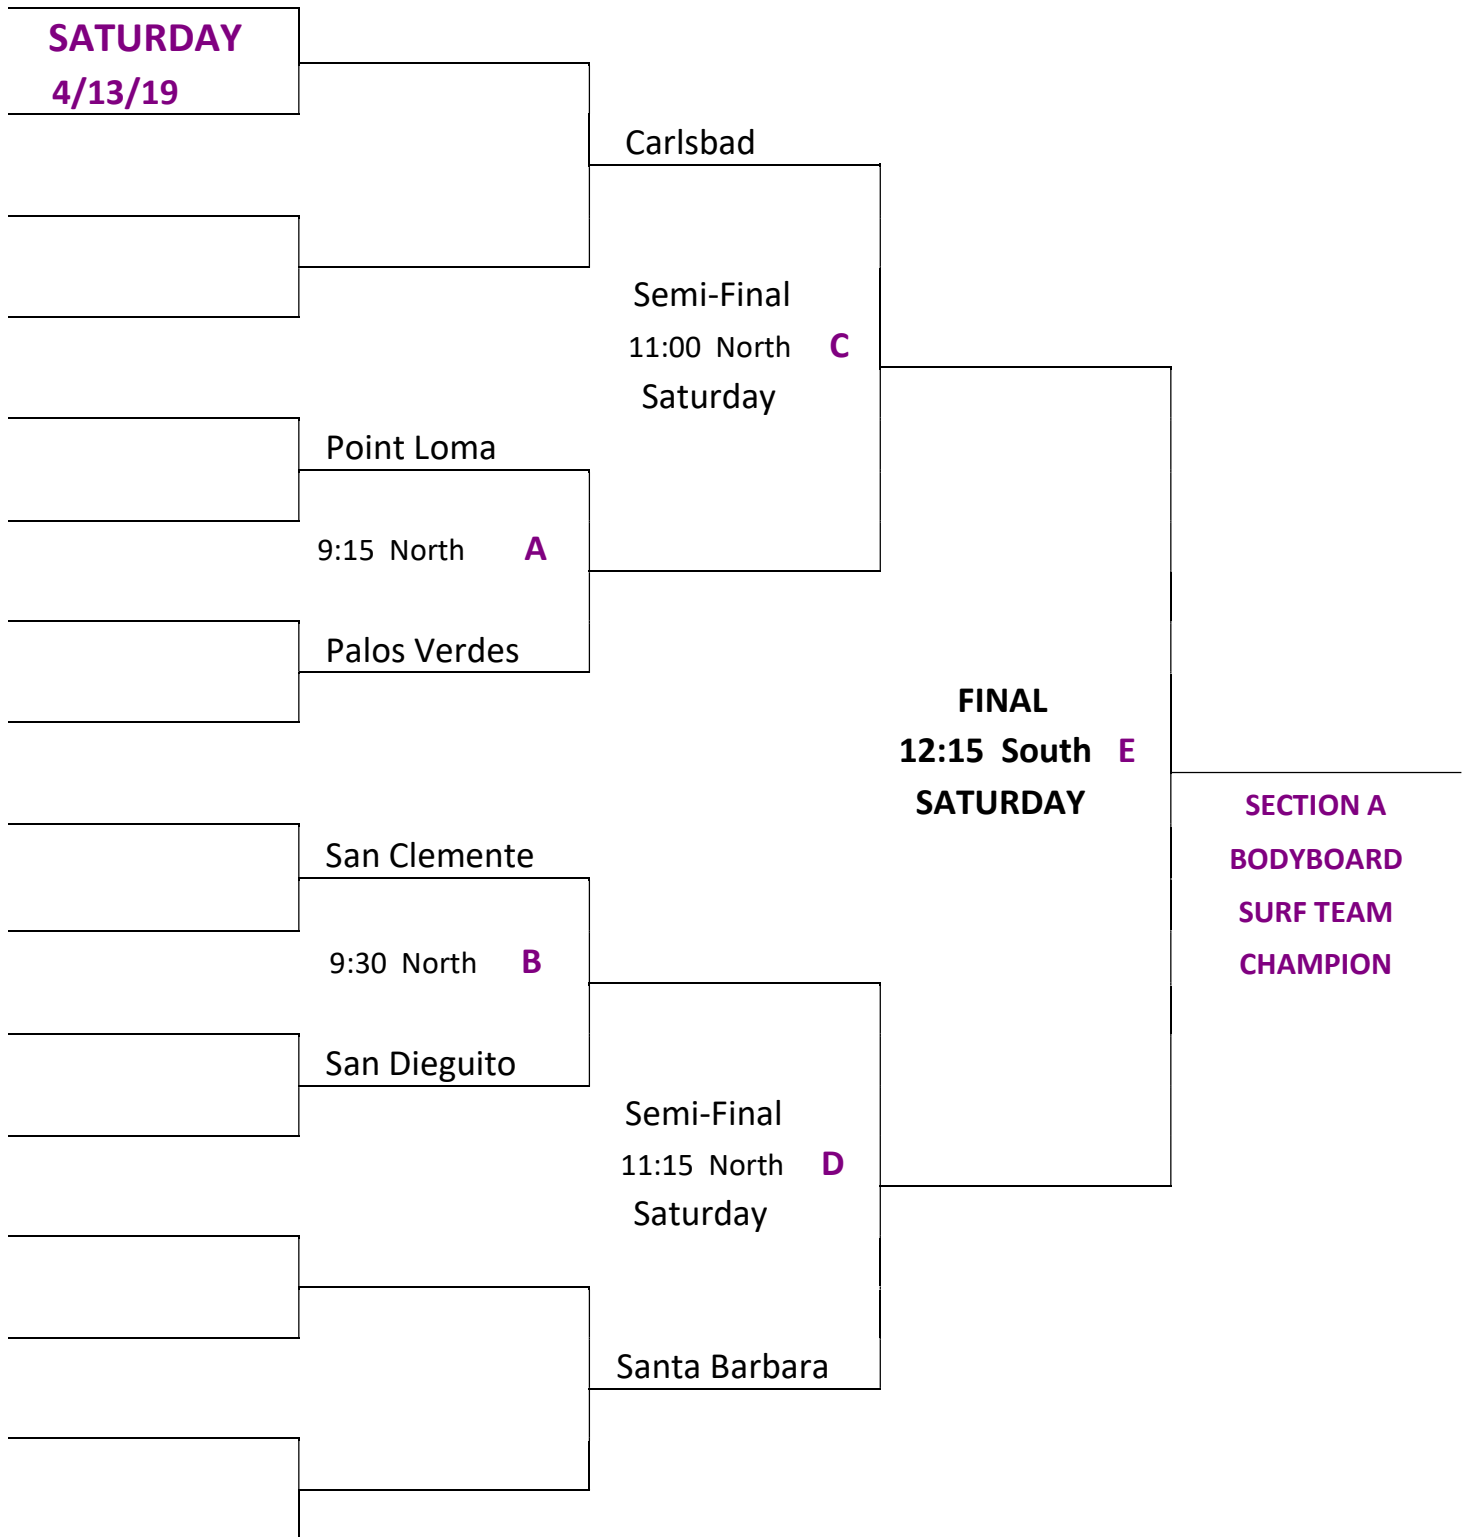 SATURDAY
4/13/19
Carlsbad
Semi-Final
11:00 North C
Saturday
Point Loma
9:15 North A
Palos Verdes
FINAL
12:15 South E
SATURDAY
SECTION A
BODYBOARD
SURF TEAM
CHAMPION
San Clemente
9:30 North B
San Dieguito
Semi-Final
11:15 North D
Saturday
Santa Barbara